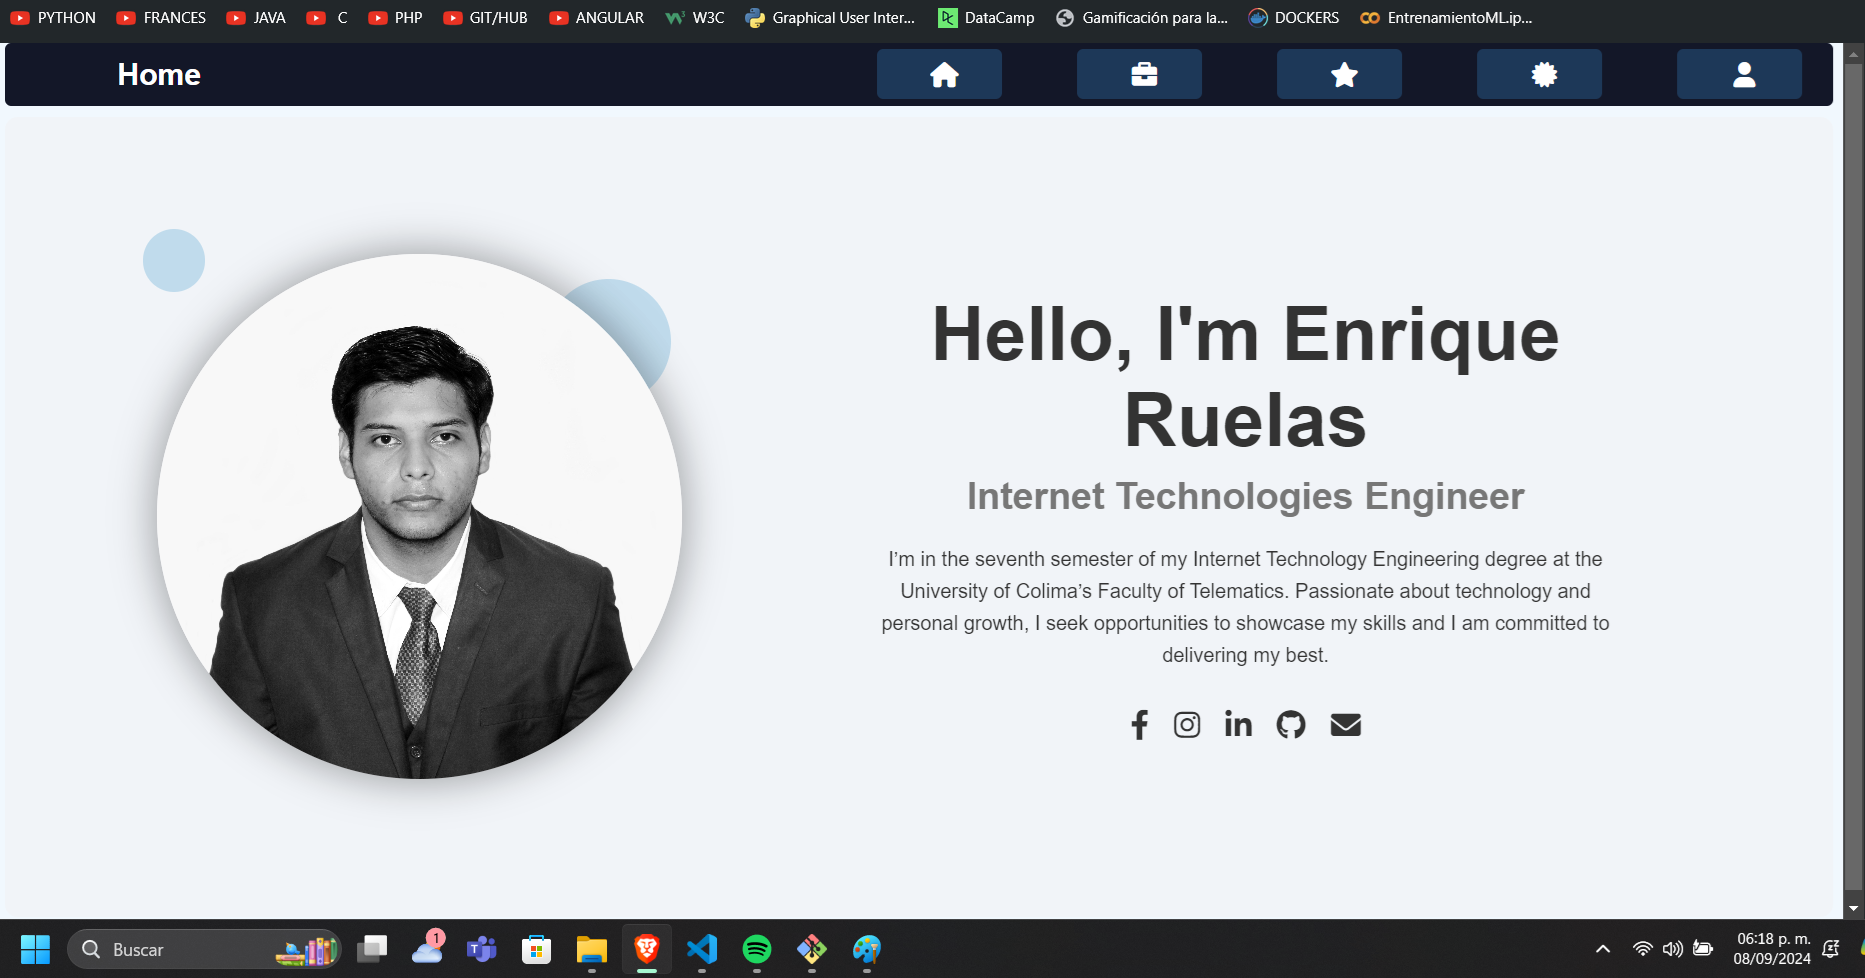 PYTHON FRANCES JAVA C PHP GIT/HUB ANGULAR W3C Graphical User Inter... DataCamp Gamificación para la... DOCKERS EntrenamientoML.ip...
Home
Hello, I'm Enrique
Ruelas
Internet Technologies Engineer
I’m in the seventh semester of my Internet Technology Engineering degree at the
University of Colima’s Faculty of Telematics. Passionate about technology and
personal growth, I seek opportunities to showcase my skills and I am committed to
delivering my best.
Buscar
1
06:18 p. m.
08/09/2024